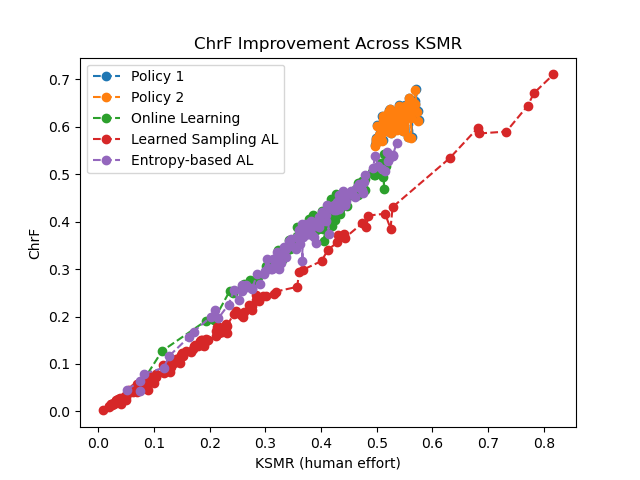 ChrF Improvement Across KSMR
Policy 1
Policy 2
Online Learning
Learned Sampling AL
Entropy-based AL
ChrF
0.7
0.6
0.5
0.4
0.3
0.2
0.1
0.0
0.0 0.1 0.2 0.3 0.4 0.5 0.6 0.7 0.8
KSMR (human effort)